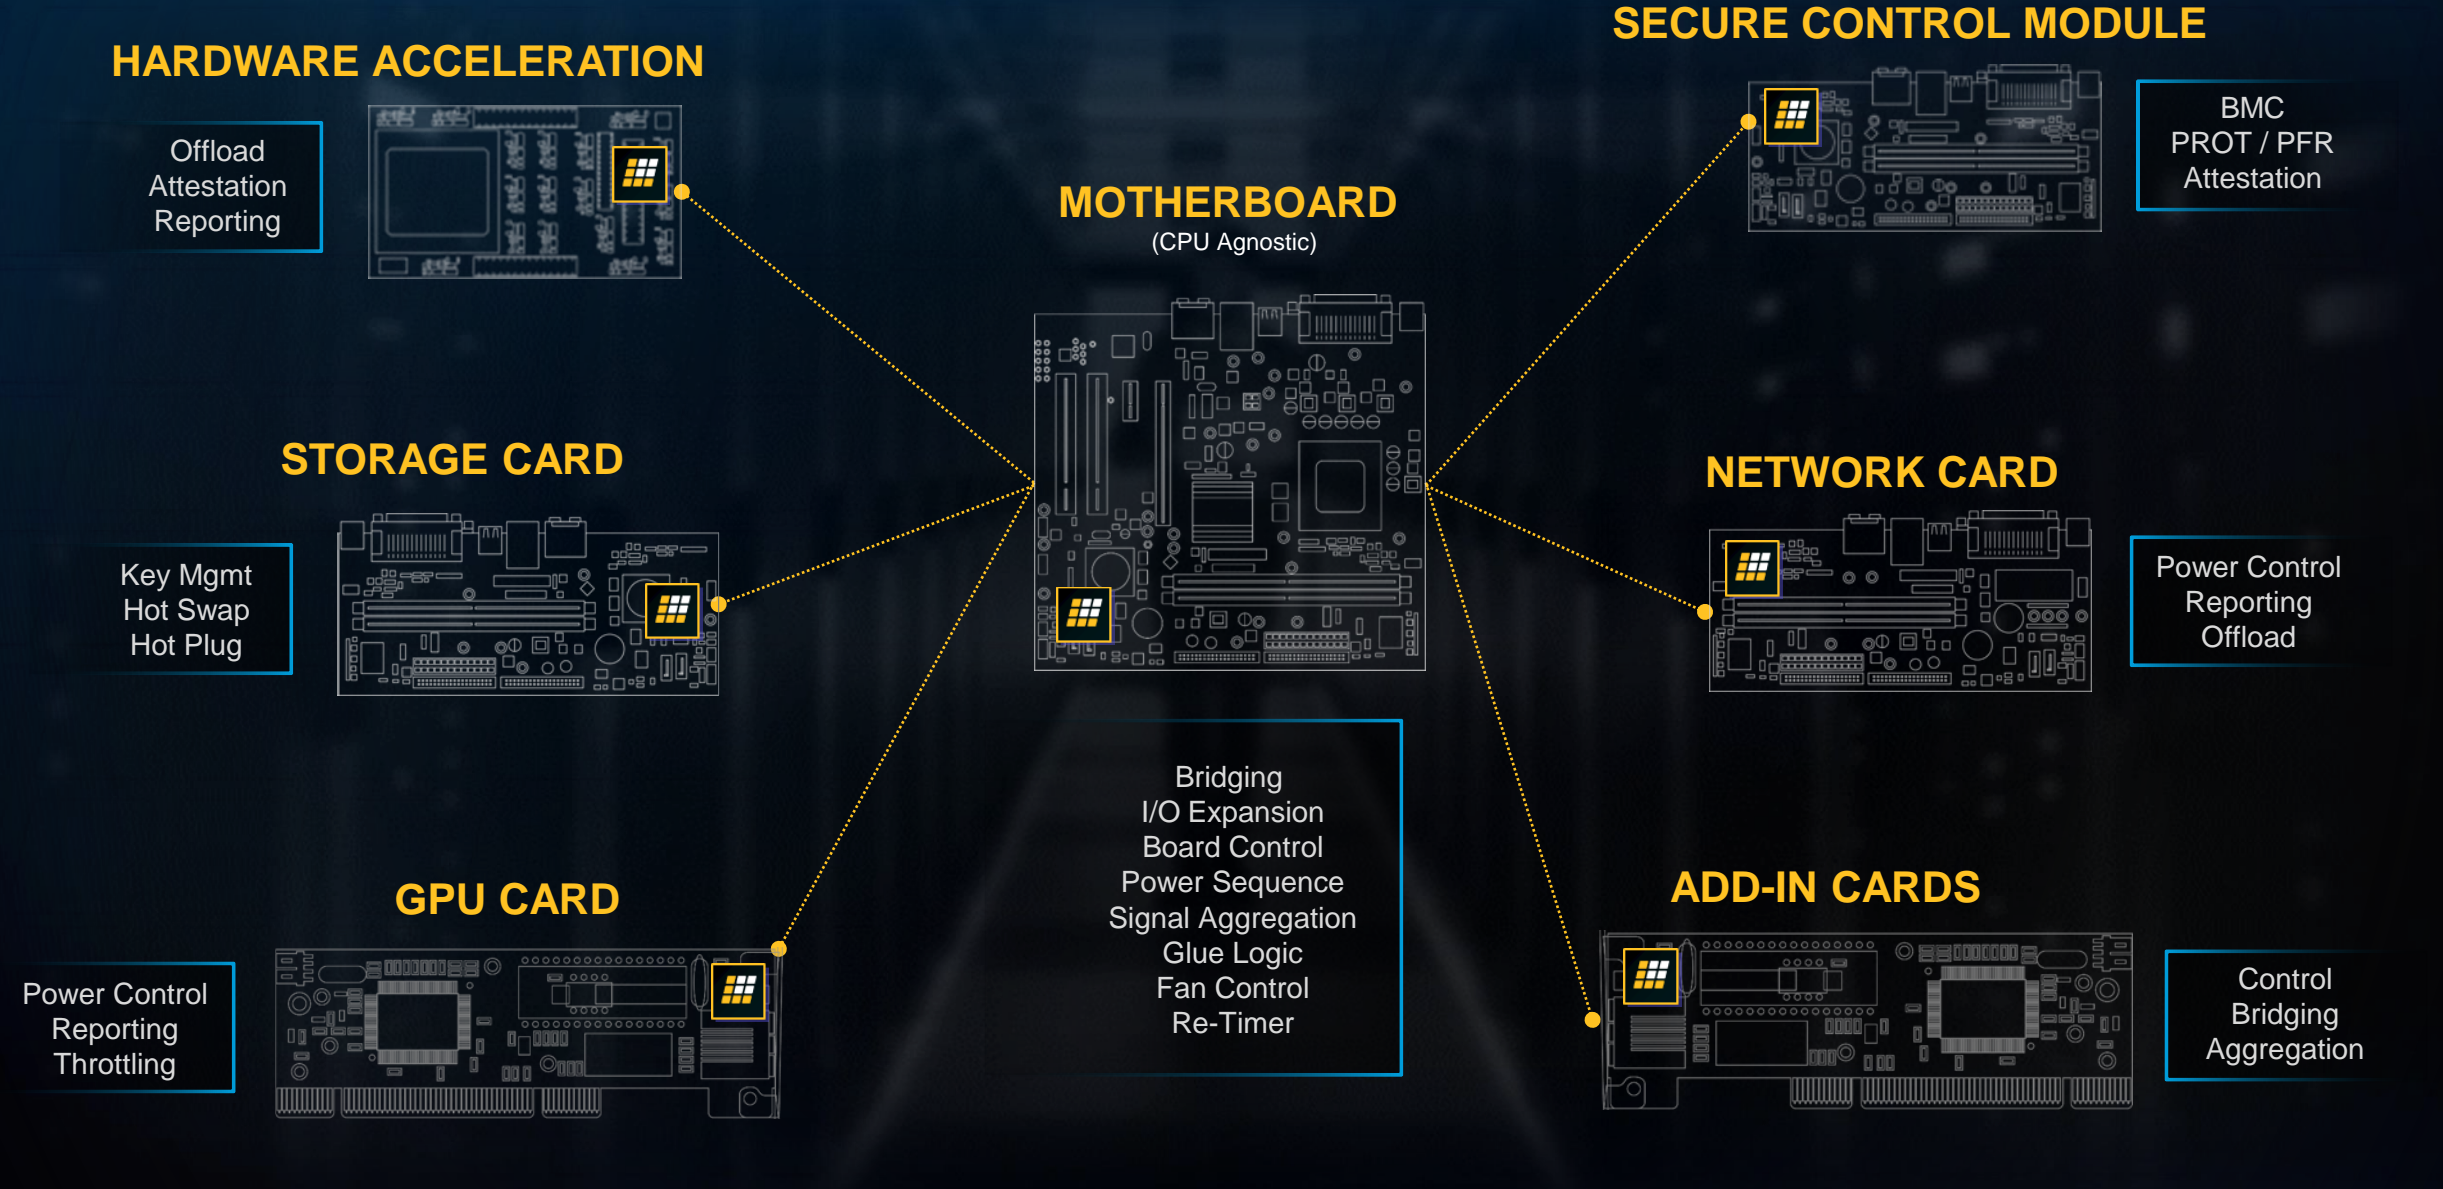 HARDWARE ACCELERATION
Offload
Attestation
Reporting
SECURE CONTROL MODULE
BMC
PROT / PFR
Attestation
MOTHERBOARD
(CPU Agnostic)
STORAGE CARD
Key Mgmt
Hot Swap
Hot Plug
NETWORK CARD
Power Control
Reporting
Offload
Bridging
I/O Expansion
Board Control
Power Sequence
Signal Aggregation
Glue Logic
Fan Control
Re-Timer
GPU CARD
Power Control
Reporting
Throttling
ADD-IN CARDS
Control
Bridging
Aggregation